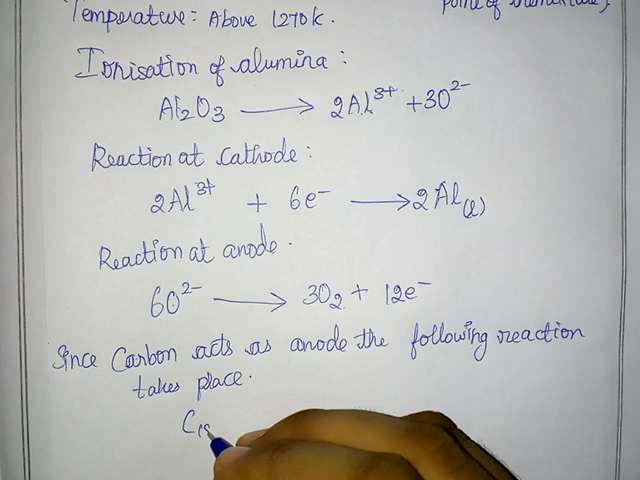 Temperature: Above 1270K.
Ionisation of alumina:
Al₂O₃ ⟶ 2Al³⁺ + 3O²⁻
Reaction at Cathode:
2Al³⁺ + 6e⁻ ⟶ 2Al(l)
Reaction at anode.
6O²⁻ ⟶ 3O₂ + 12e⁻
Since Carbon acts as anode the following reaction
takes place.
C(s